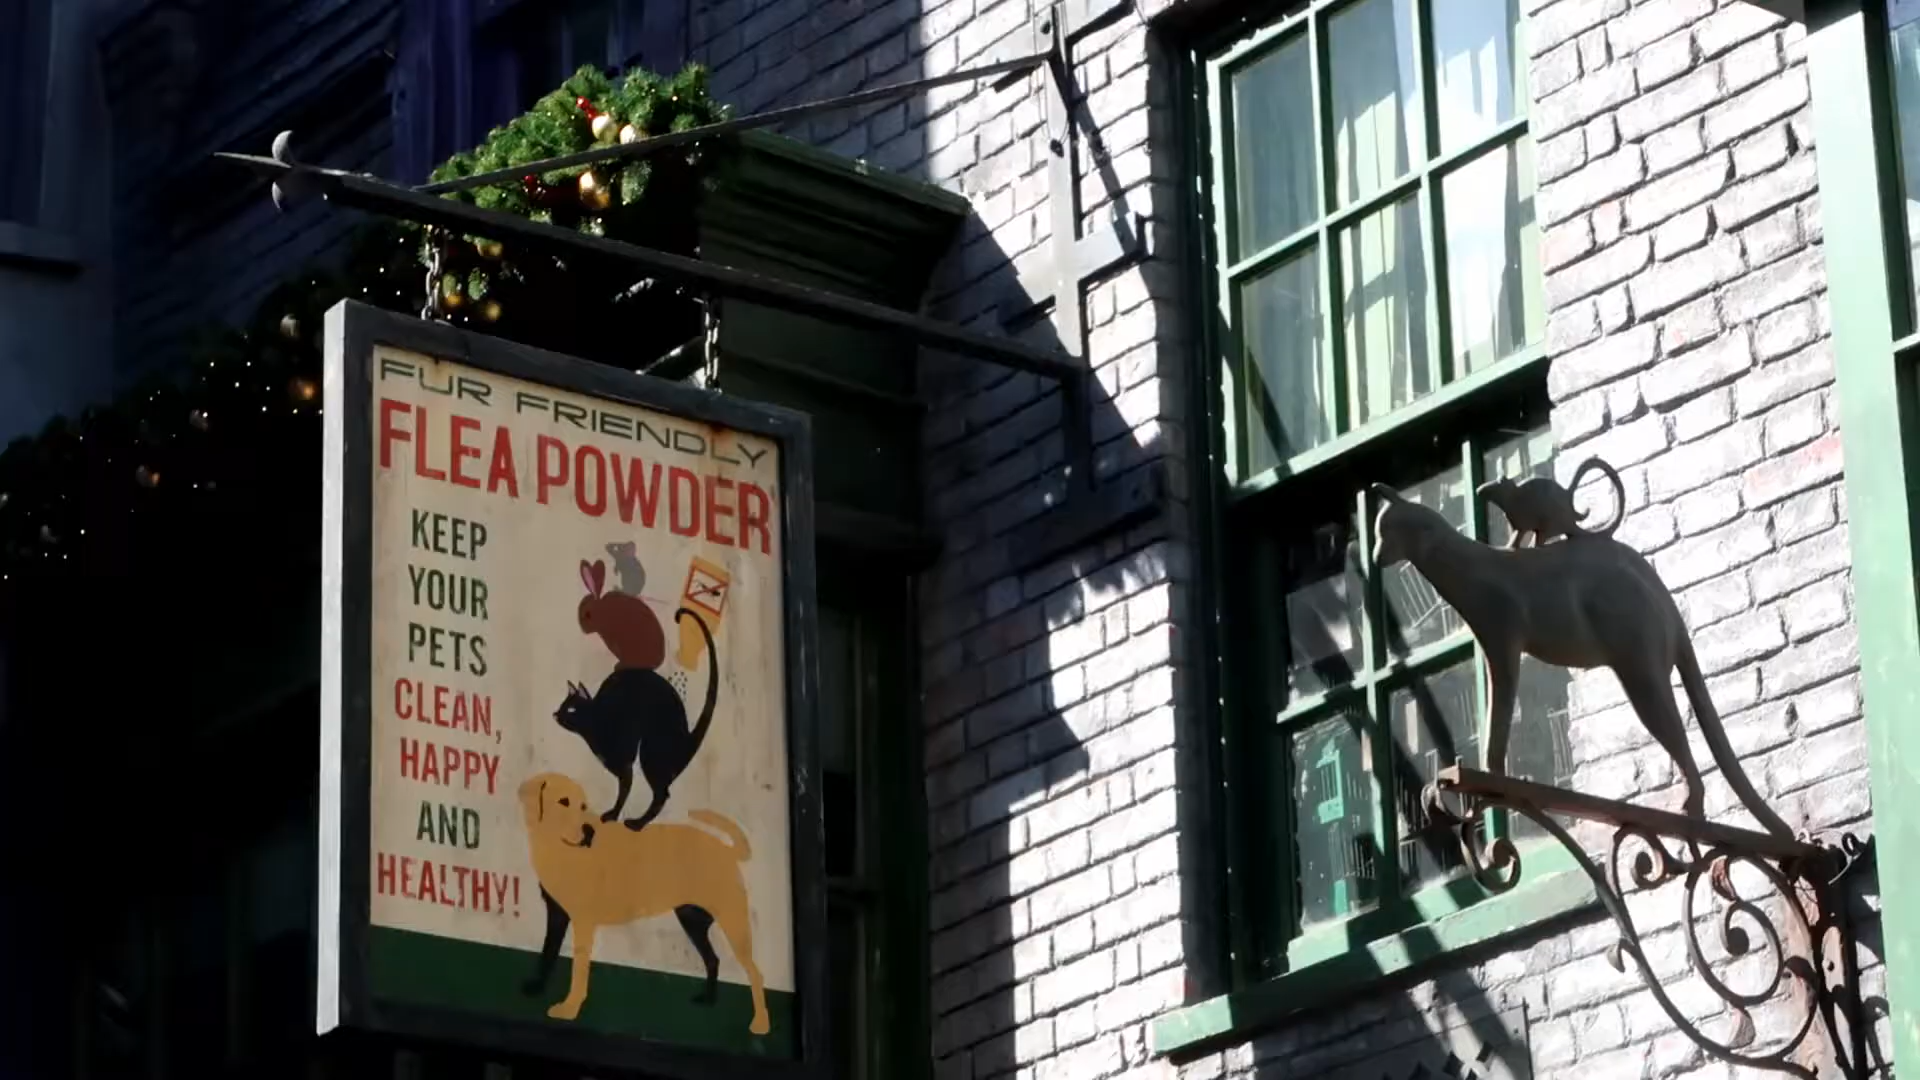 FUR FRIENDLY
FLEA POWDER
KEEP
YOUR
PETS
CLEAN,
HAPPY
AND
HEALTHY!